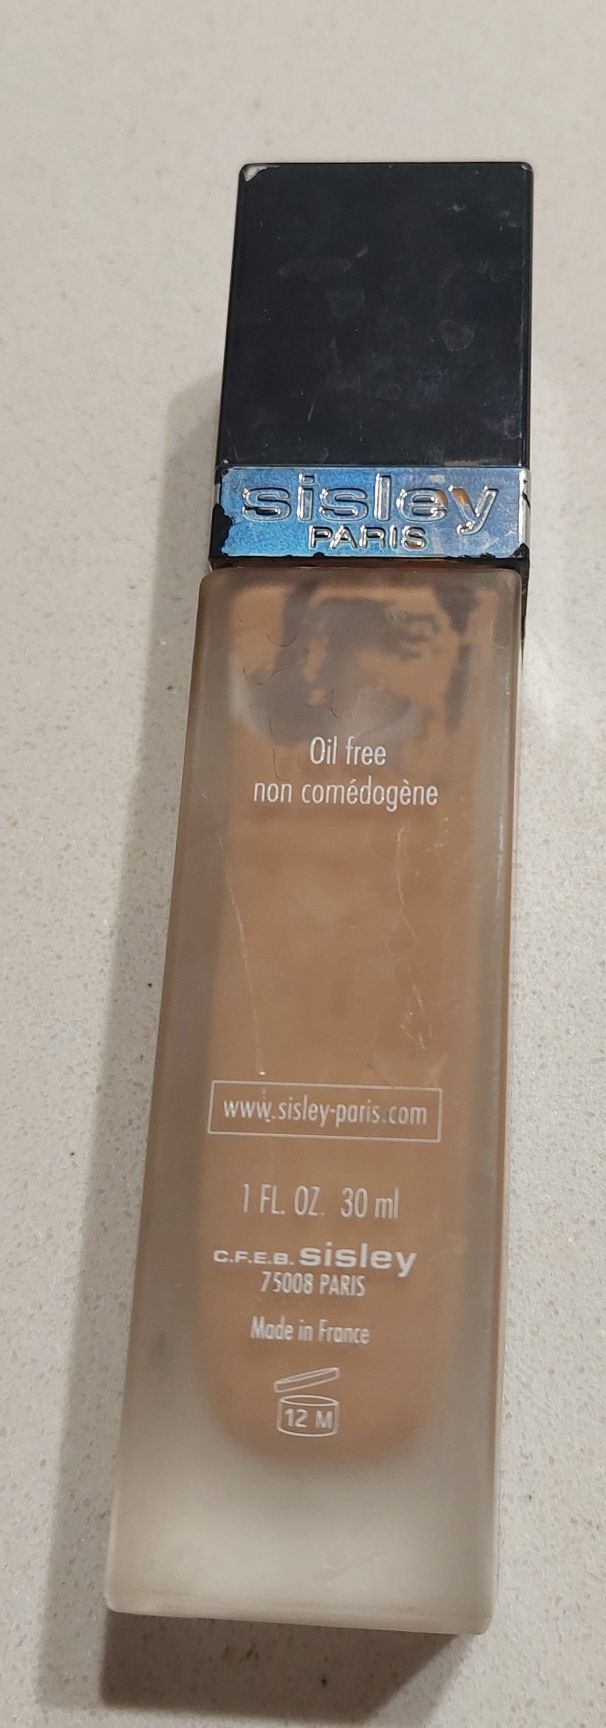 sisley
PARIS
Oil free
non comédogène
www.sisley-paris.com
1 FL. OZ. 30 ml
C.F.E.B. sisley
75008 PARIS
Made in France
12 M